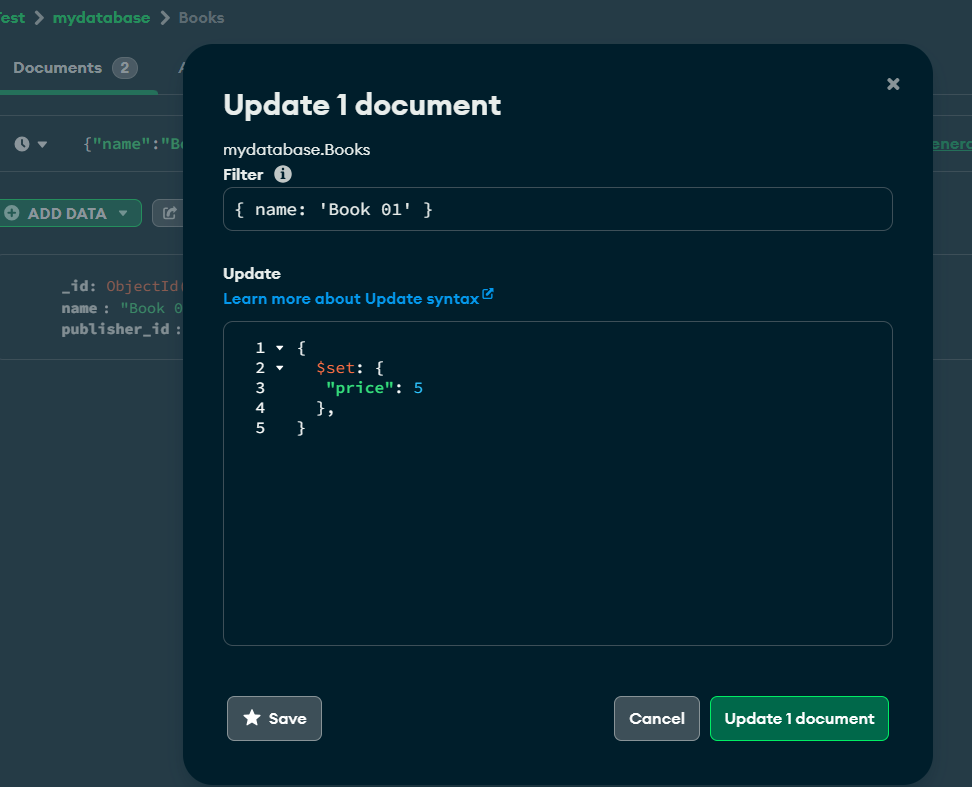 est > mydatabase > Books
Documents 2
{"name":"Bo
ADD DATA
_id: ObjectId(
name : "Book 0
publisher_id :
Update 1 document
mydatabase.Books
Filter
{ name: 'Book 01' }
Update
Learn more about Update syntax
1 {
2 $set: {
3 "price": 5
4 },
5 }
Save
Cancel
Update 1 document